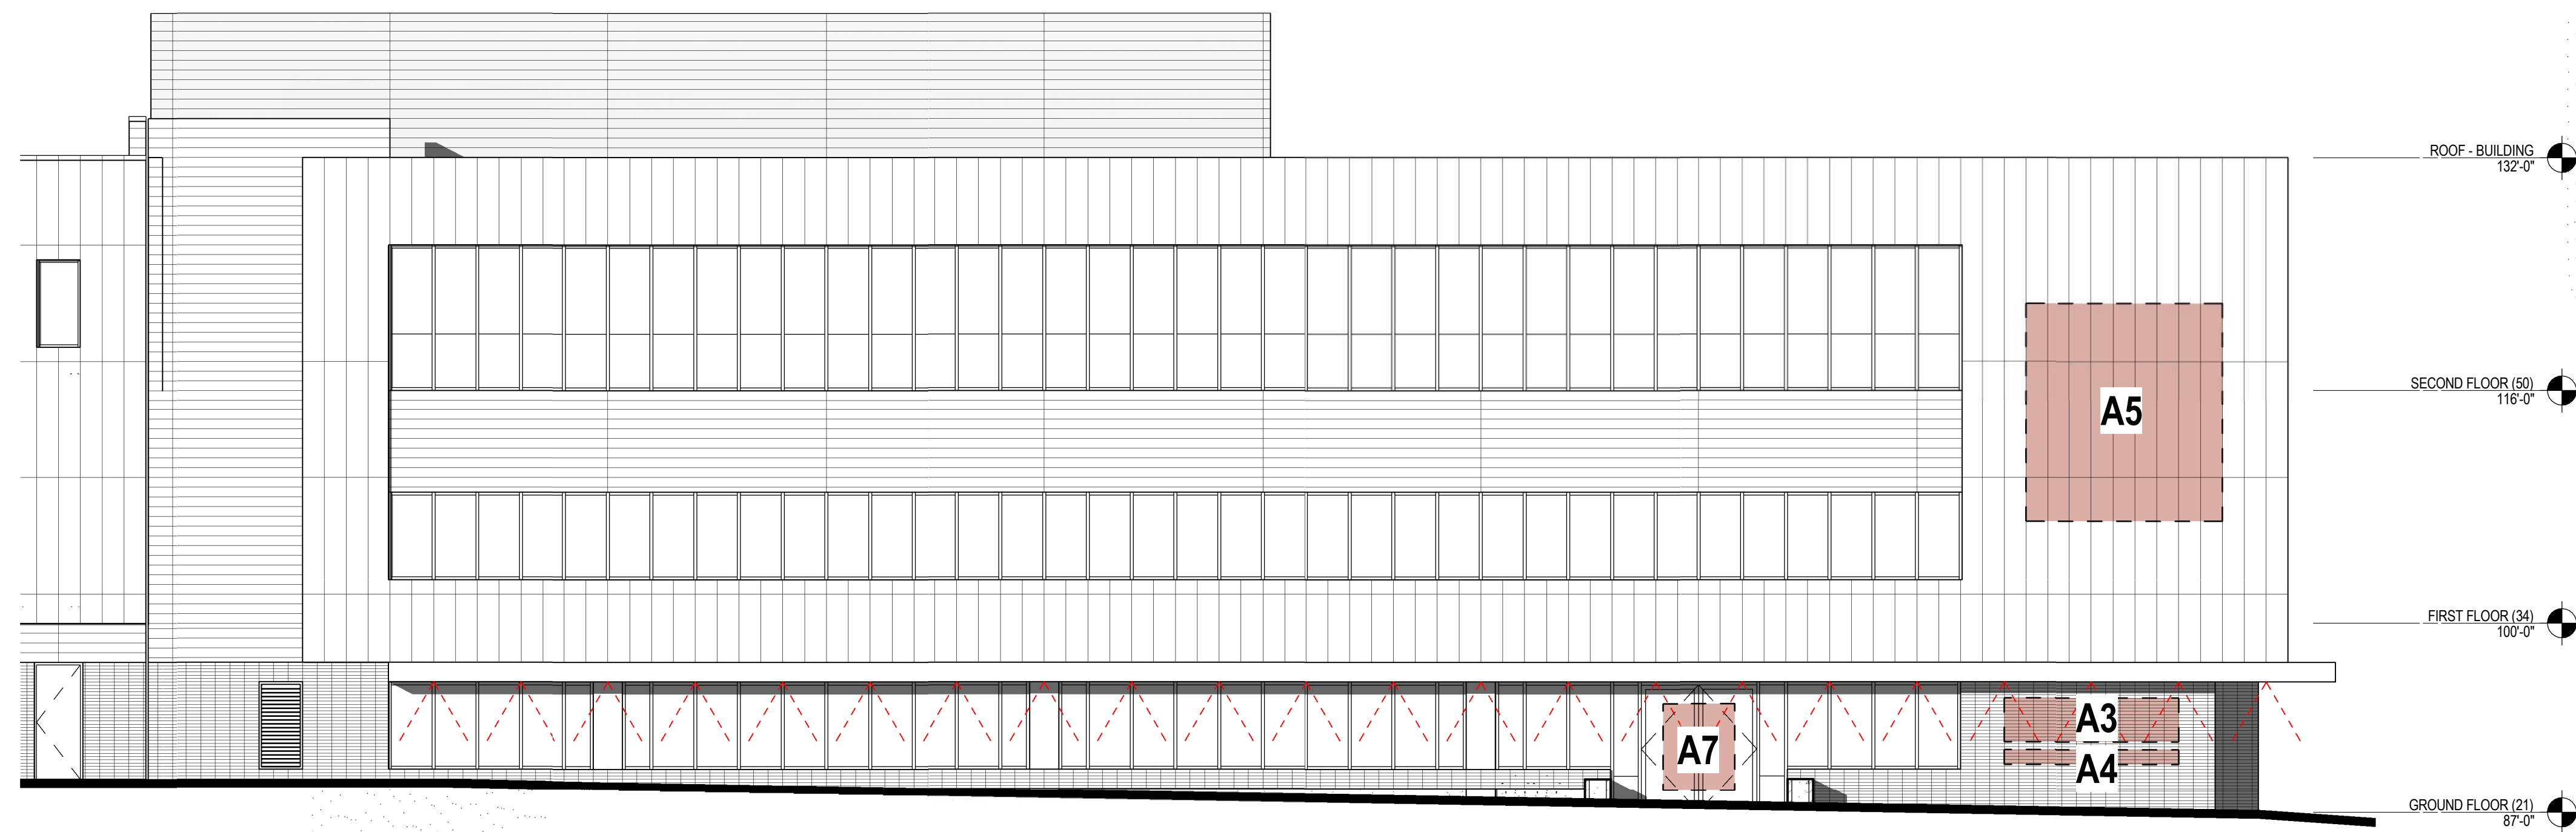 ROOF - BUILDING
132'-0"
SECOND FLOOR (50)
116'-0"
A5
FIRST FLOOR (34)
100'-0"
A3
A7
A4
GROUND FLOOR (21)
87'-0"